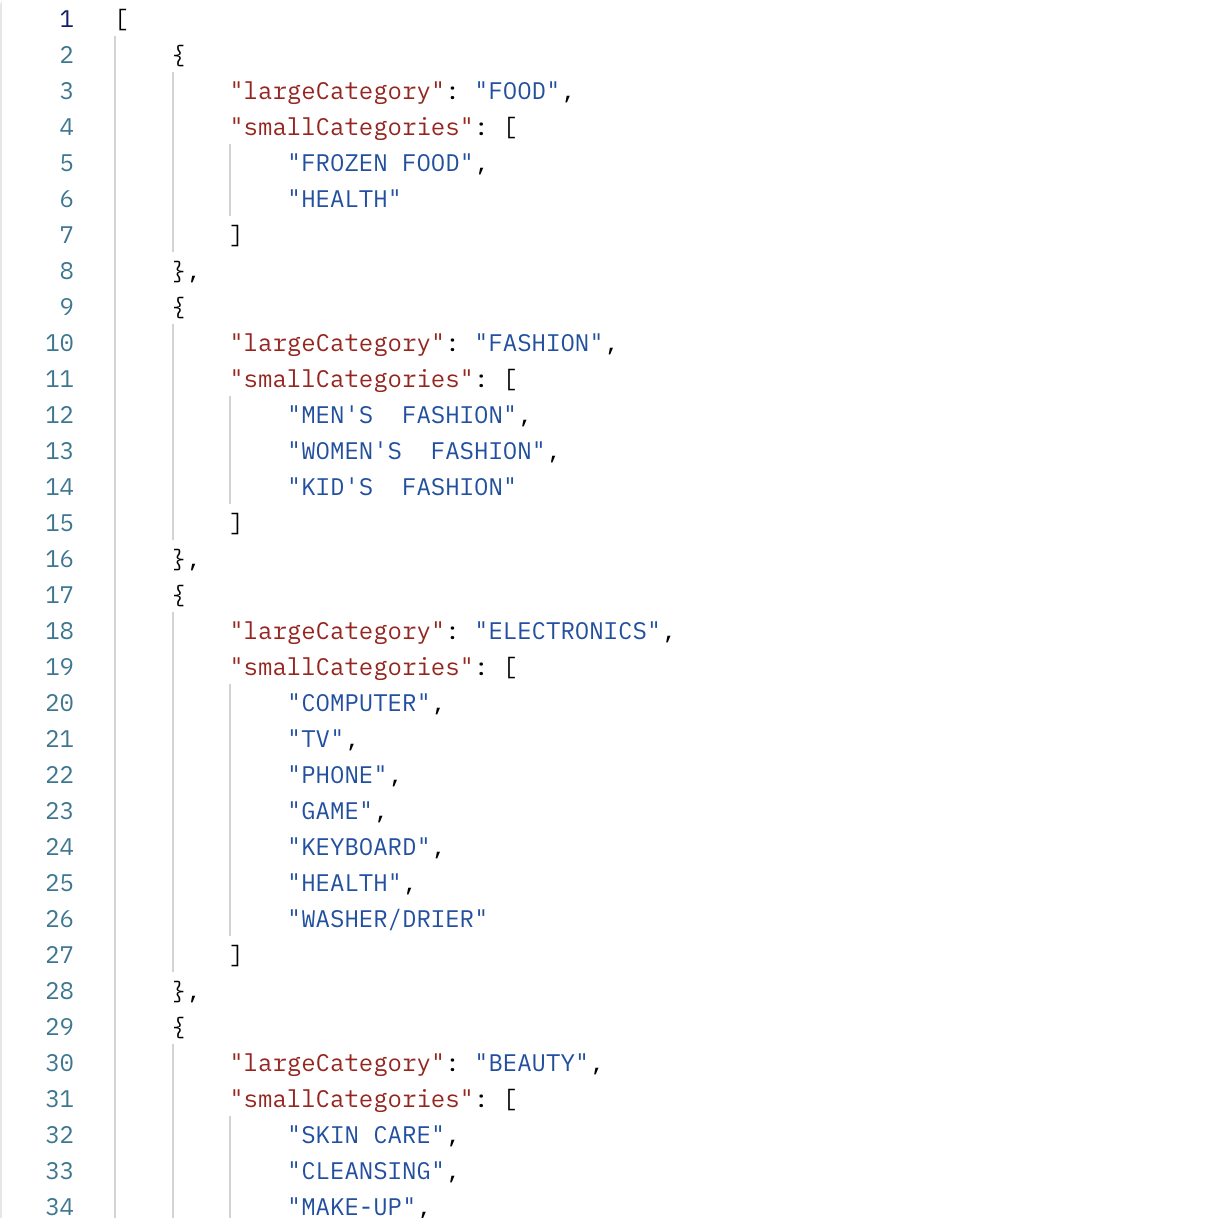 1 [
2 {
3 "largeCategory": "FOOD",
4 "smallCategories": [
5 "FROZEN FOOD",
6 "HEALTH"
7 ]
8 },
9 {
10 "largeCategory": "FASHION",
11 "smallCategories": [
12 "MEN'S  FASHION",
13 "WOMEN'S  FASHION",
14 "KID'S  FASHION"
15 ]
16 },
17 {
18 "largeCategory": "ELECTRONICS",
19 "smallCategories": [
20 "COMPUTER",
21 "TV",
22 "PHONE",
23 "GAME",
24 "KEYBOARD",
25 "HEALTH",
26 "WASHER/DRIER"
27 ]
28 },
29 {
30 "largeCategory": "BEAUTY",
31 "smallCategories": [
32 "SKIN CARE",
33 "CLEANSING",
34 "MAKE-UP",